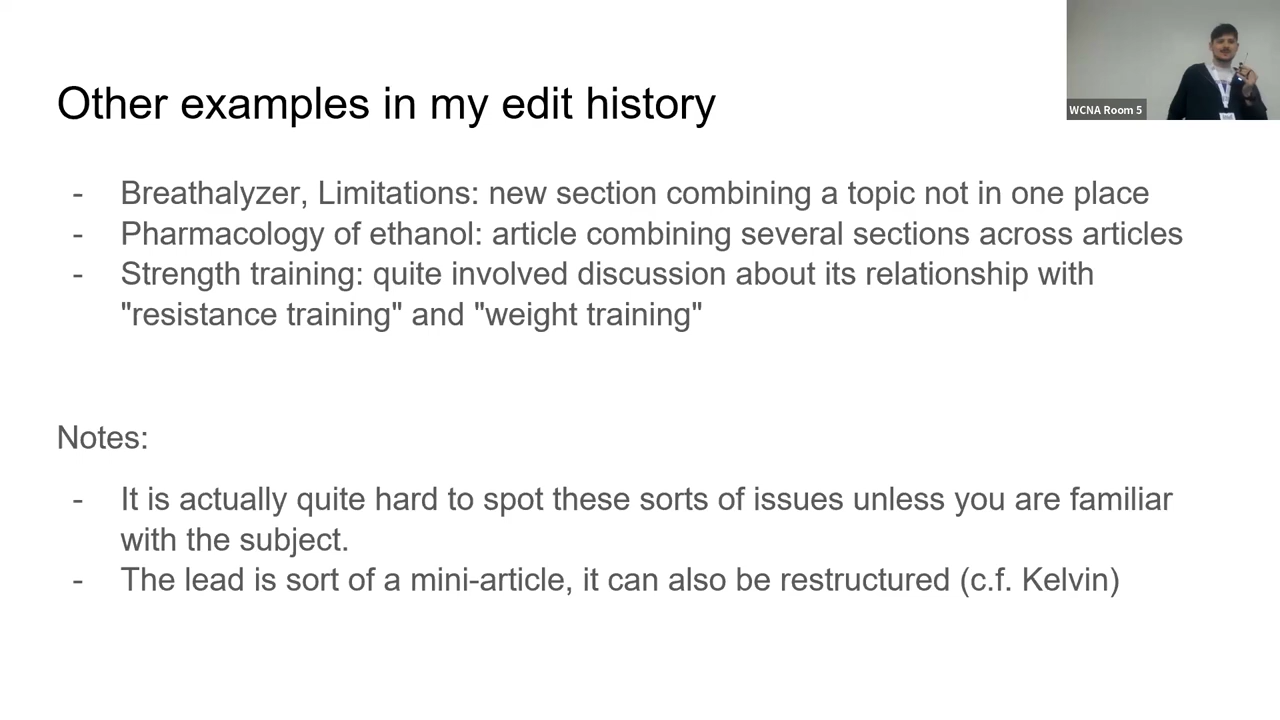 Other examples in my edit history
WCNA Room 5
- Breathalyzer, Limitations: new section combining a topic not in one place
- Pharmacology of ethanol: article combining several sections across articles
- Strength training: quite involved discussion about its relationship with
"resistance training" and "weight training"
Notes:
- It is actually quite hard to spot these sorts of issues unless you are familiar
with the subject.
- The lead is sort of a mini-article, it can also be restructured (c.f. Kelvin)